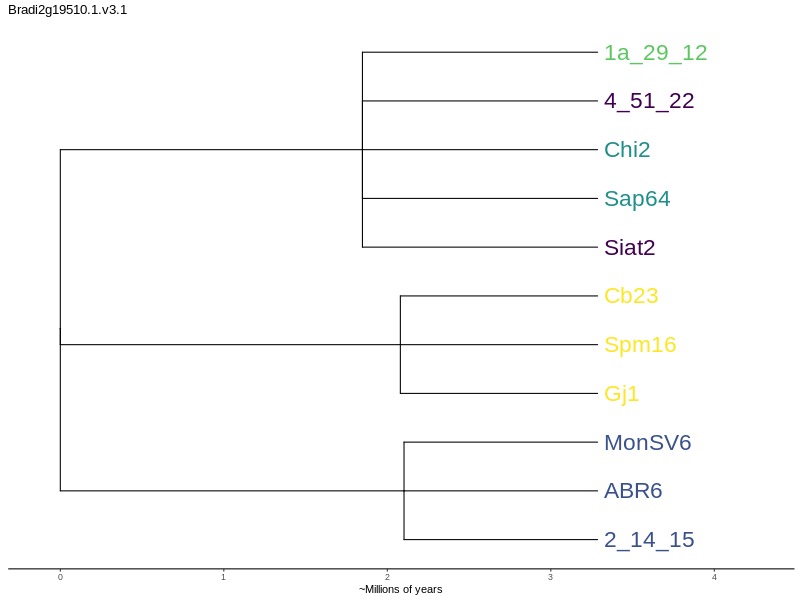 Bradi2g19510.1.v3.1
1a_29_12
4_51_22
Chi2
Sap64
Siat2
Cb23
Spm16
Gj1
MonSV6
ABR6
2_14_15
0 1 2 3 4
~Millions of years